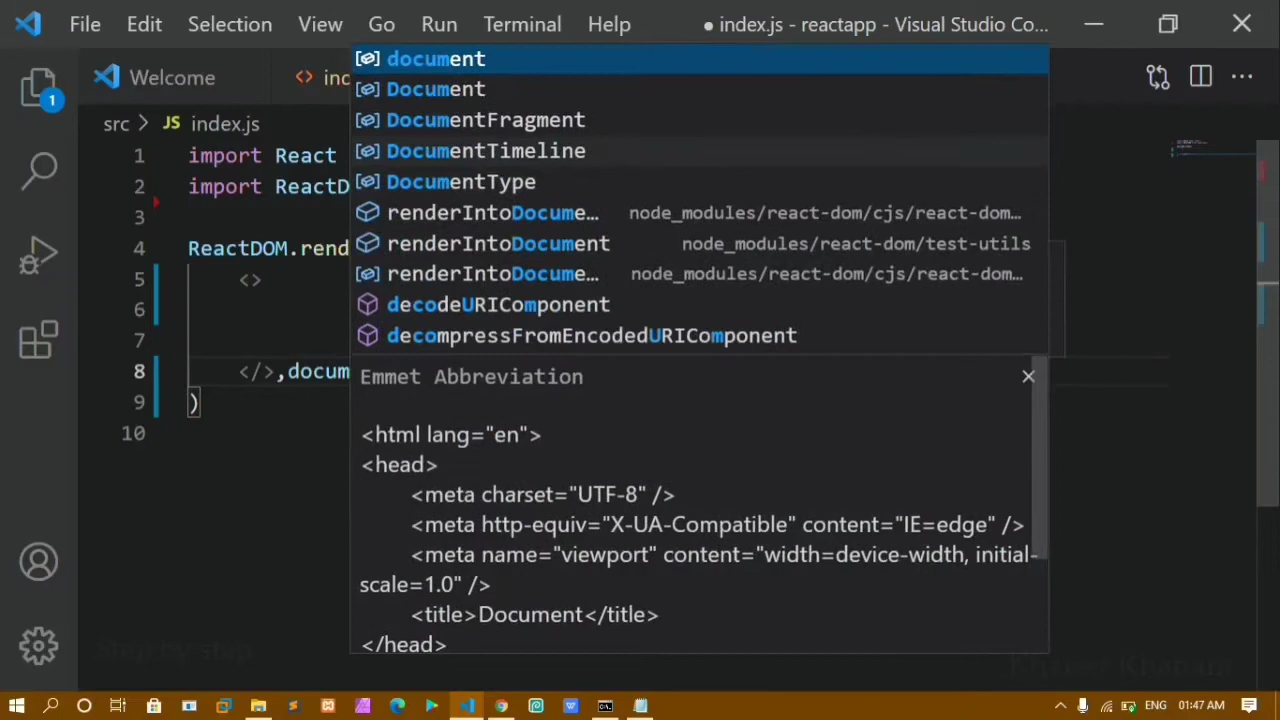 File Edit Selection View Go Run Terminal Help ● index.js - reactapp - Visual Studio Co...
Welcome <> ind
1
src > JS index.js
1 import React
2 import ReactD
3
4 ReactDOM.rend
5 <>
6
7
8 </>,docum
9 )
10
document
Document
DocumentFragment
DocumentTimeline
DocumentType
renderIntoDocume… node_modules/react-dom/cjs/react-dom…
renderIntoDocument node_modules/react-dom/test-utils
renderIntoDocume… node_modules/react-dom/cjs/react-dom…
decodeURIComponent
decompressFromEncodedURIComponent
Emmet Abbreviation
<html lang="en">
<head>
<meta charset="UTF-8" />
<meta http-equiv="X-UA-Compatible" content="IE=edge" />
<meta name="viewport" content="width=device-width, initial-
scale=1.0" />
<title>Document</title>
</head>
Step by step
ENG 01:47 AM